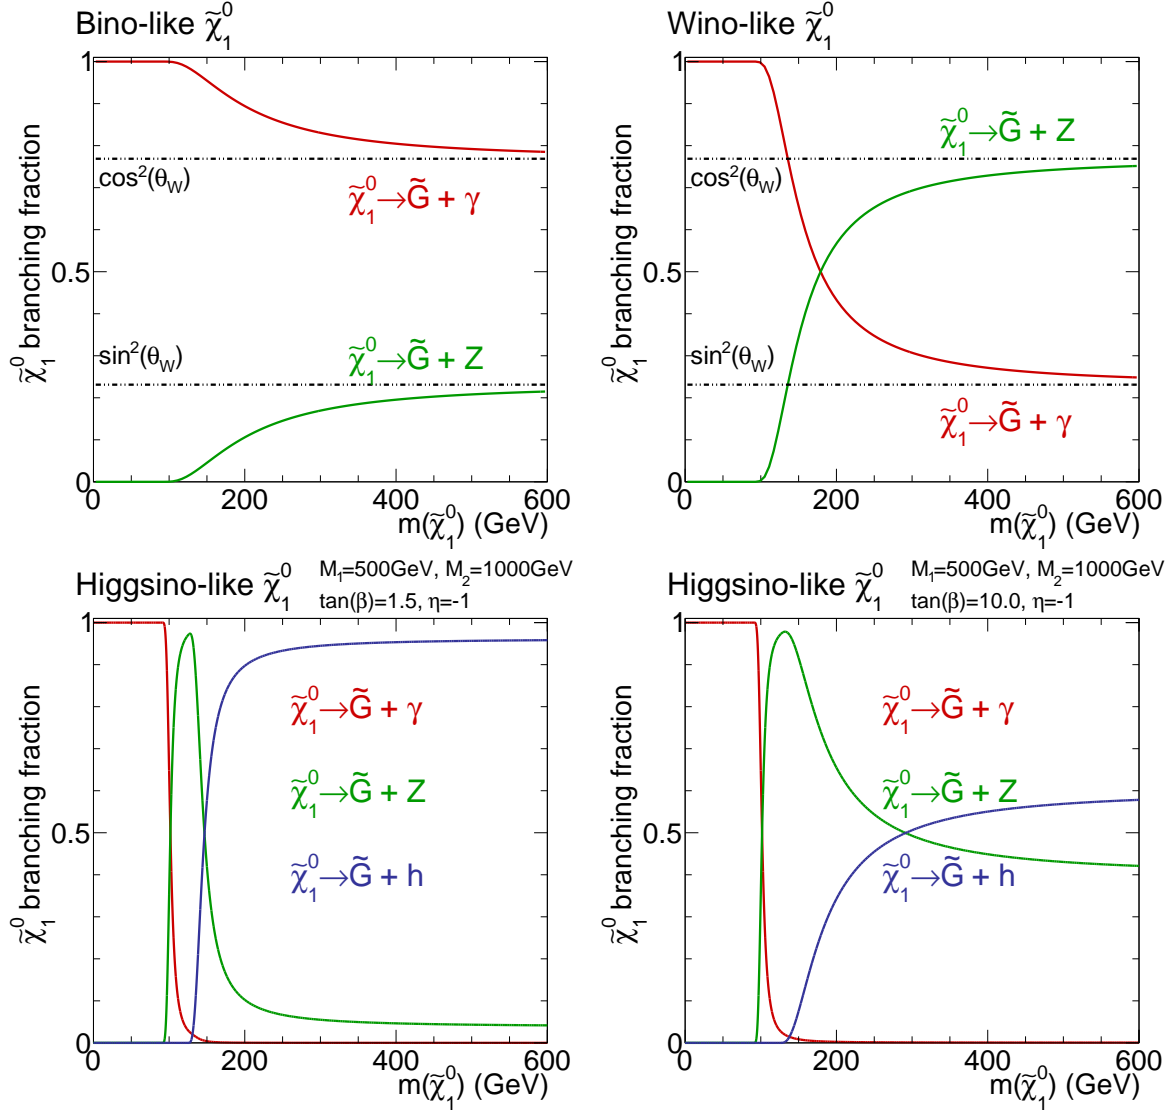 Bino-like χ̃₁⁰
χ̃₁⁰ branching fraction
1
0.5
0
cos²(θ_W)
χ̃₁⁰→G̃ + γ
sin²(θ_W)
χ̃₁⁰→G̃ + Z
0 200 400 600
m(χ̃₁⁰) (GeV)
Wino-like χ̃₁⁰
χ̃₁⁰ branching fraction
1
0.5
0
χ̃₁⁰→G̃ + Z
cos²(θ_W)
sin²(θ_W)
χ̃₁⁰→G̃ + γ
0 200 400 600
m(χ̃₁⁰) (GeV)
Higgsino-like χ̃₁⁰
M₁=500GeV, M₂=1000GeV
tan(β)=1.5, η=-1
χ̃₁⁰ branching fraction
1
0.5
0
χ̃₁⁰→G̃ + γ
χ̃₁⁰→G̃ + Z
χ̃₁⁰→G̃ + h
0 200 400 600
m(χ̃₁⁰) (GeV)
Higgsino-like χ̃₁⁰
M₁=500GeV, M₂=1000GeV
tan(β)=10.0, η=-1
χ̃₁⁰ branching fraction
1
0.5
0
χ̃₁⁰→G̃ + γ
χ̃₁⁰→G̃ + Z
χ̃₁⁰→G̃ + h
0 200 400 600
m(χ̃₁⁰) (GeV)